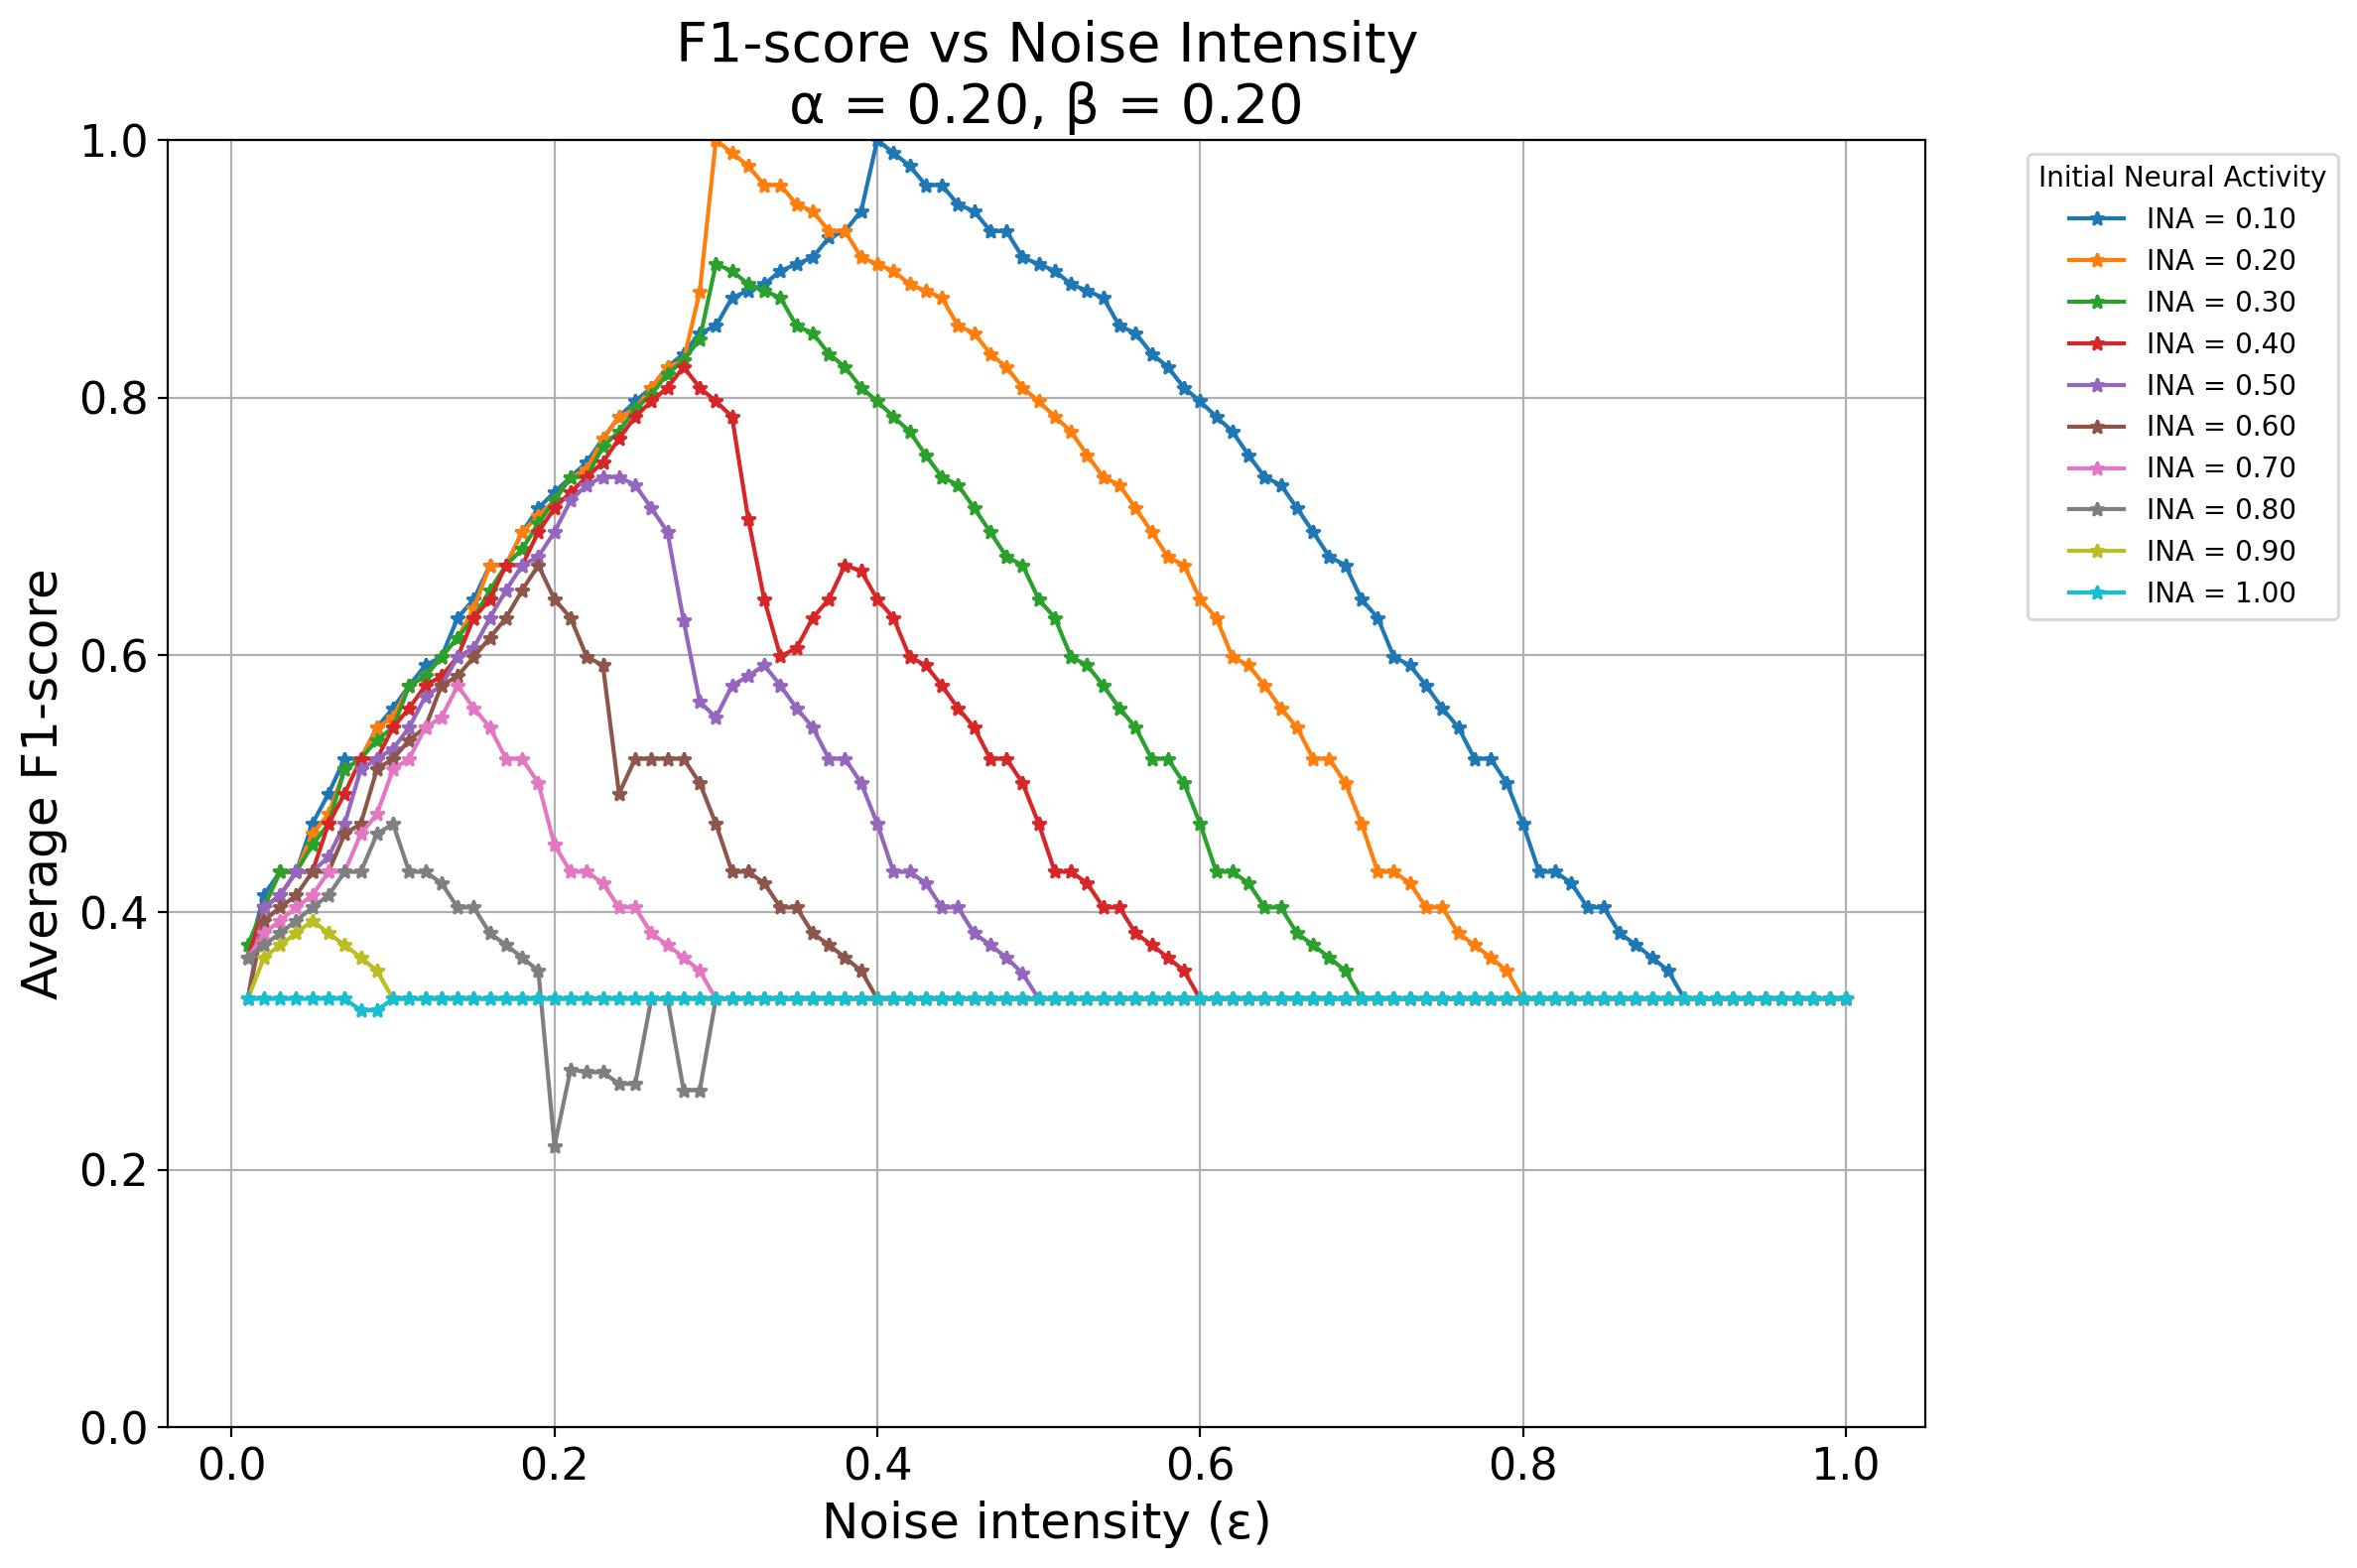 F1-score vs Noise Intensity
α = 0.20, β = 0.20
1.0
0.8
0.6
0.4
0.2
0.0
Average F1-score
0.0 0.2 0.4 0.6 0.8 1.0
Noise intensity (ε)
Initial Neural Activity
INA = 0.10
INA = 0.20
INA = 0.30
INA = 0.40
INA = 0.50
INA = 0.60
INA = 0.70
INA = 0.80
INA = 0.90
INA = 1.00